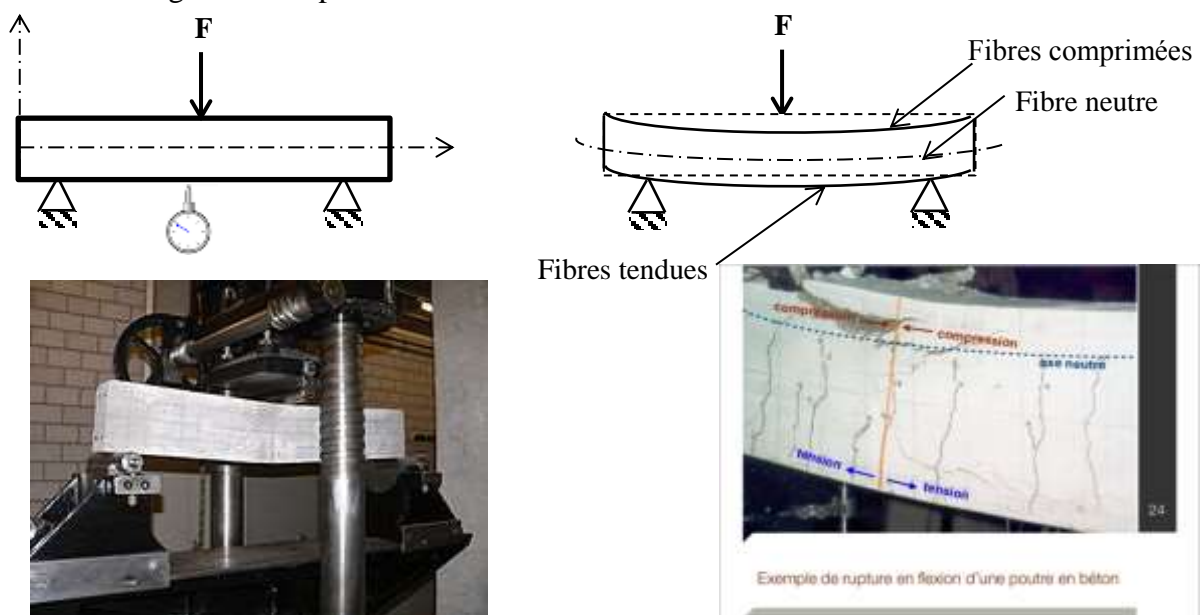 F
F
Fibres comprimées
Fibre neutre
Fibres tendues
compression
compression
axe neutre
tension
tension
24
Exemple de rupture en flexion d'une poutre en béton